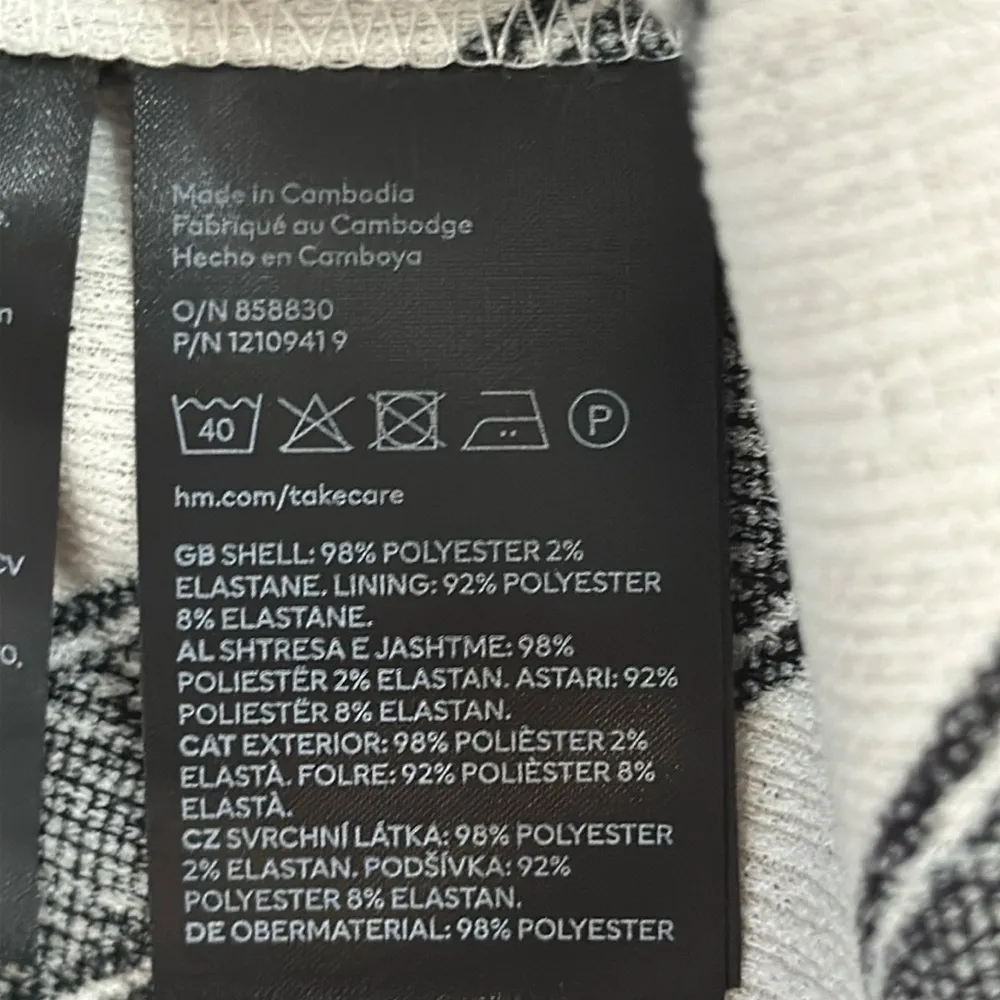 Made in Cambodia
Fabriqué au Cambodge
Hecho en Camboya
O/N 858830
P/N 1210941 9
40
P
hm.com/takecare
GB SHELL: 98% POLYESTER 2%
ELASTANE. LINING: 92% POLYESTER
8% ELASTANE.
AL SHTRESA E JASHTME: 98%
POLIESTËR 2% ELASTAN. ASTARI: 92%
POLIESTËR 8% ELASTAN.
CAT EXTERIOR: 98% POLIÈSTER 2%
ELASTÀ. FOLRE: 92% POLIÈSTER 8%
ELASTÀ.
CZ SVRCHNÍ LÁTKA: 98% POLYESTER
2% ELASTAN. PODŠÍVKA: 92%
POLYESTER 8% ELASTAN.
DE OBERMATERIAL: 98% POLYESTER